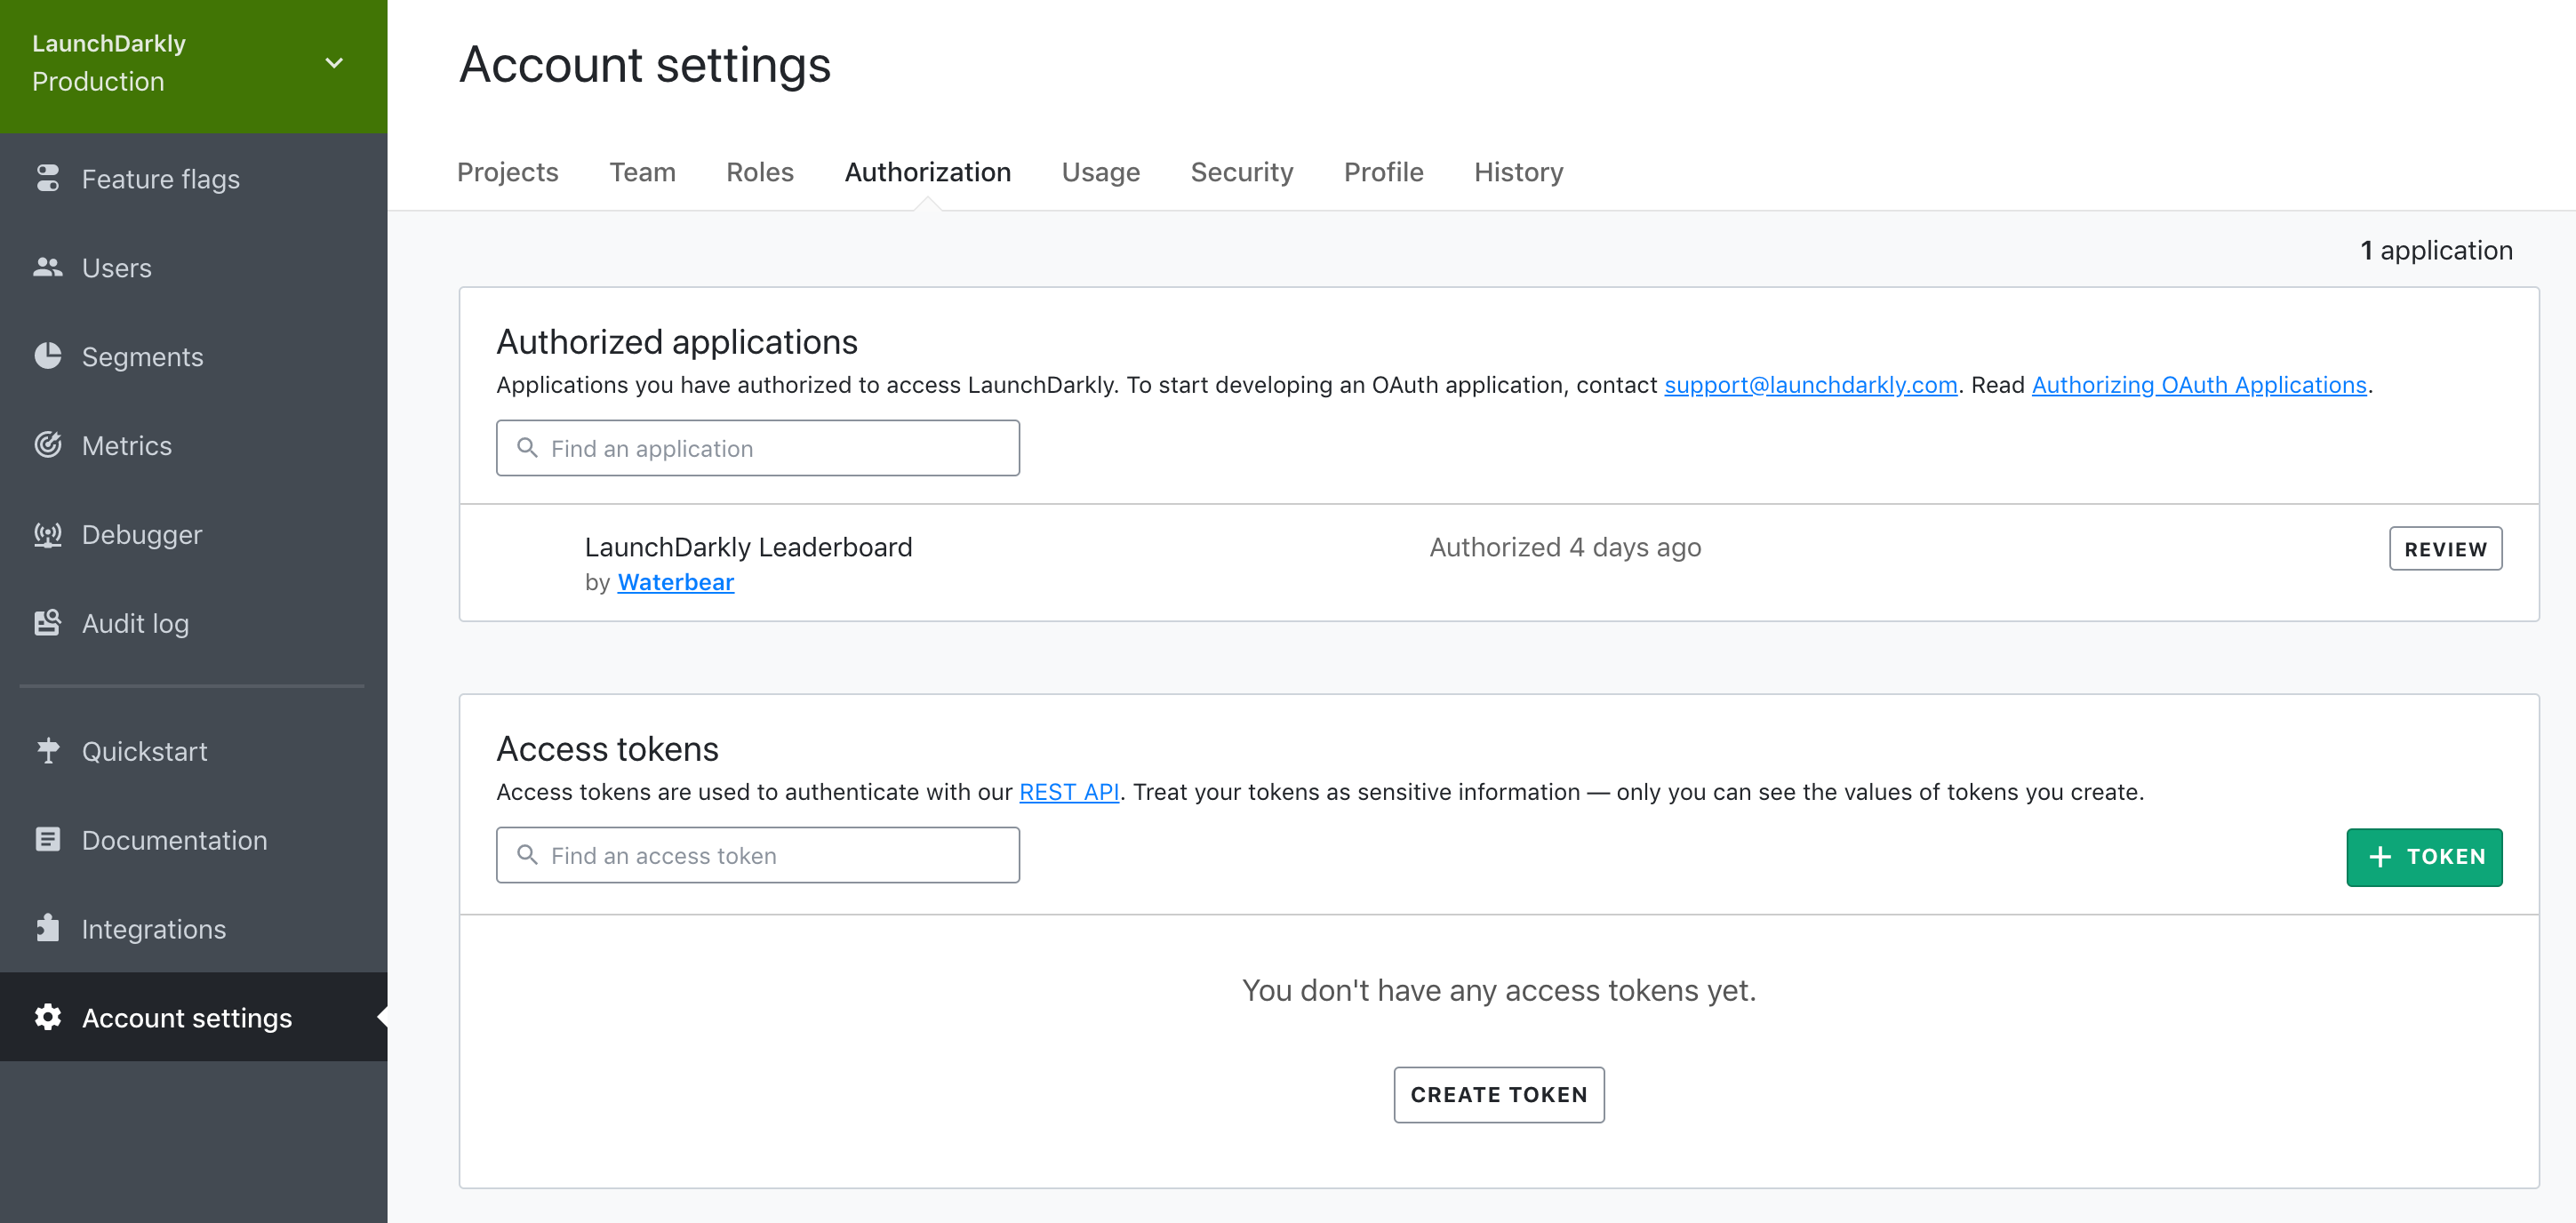 LaunchDarkly
Production
Feature flags
Users
Segments
Metrics
Debugger
Audit log
Quickstart
Documentation
Integrations
Account settings
Account settings
Projects Team Roles Authorization Usage Security Profile History
1 application
Authorized applications
Applications you have authorized to access LaunchDarkly. To start developing an OAuth application, contact support@launchdarkly.com. Read Authorizing OAuth Applications.
Find an application
LaunchDarkly Leaderboard Authorized 4 days ago REVIEW
by Waterbear
Access tokens
Access tokens are used to authenticate with our REST API. Treat your tokens as sensitive information — only you can see the values of tokens you create.
Find an access token + TOKEN
You don't have any access tokens yet.
CREATE TOKEN